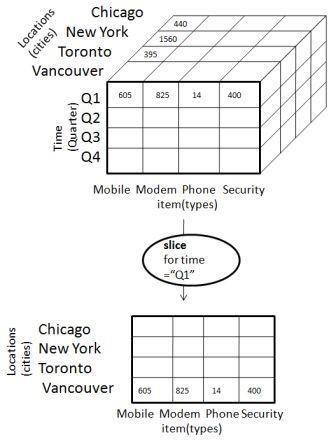 Locations
(cities)
Chicago
New York
Toronto
Vancouver
440
1560
395
Time
(Quarter)
Q1 605 825 14 400
Q2
Q3
Q4
Mobile Modem Phone Security
item(types)
slice
for time
="Q1"
Locations
(cities)
Chicago
New York
Toronto
Vancouver 605 825 14 400
Mobile Modem Phone Security
item(types)